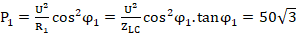 P₁ = U²/R₁ cos²φ₁ = U²/Z_LC cos²φ₁.tanφ₁ = 50√3